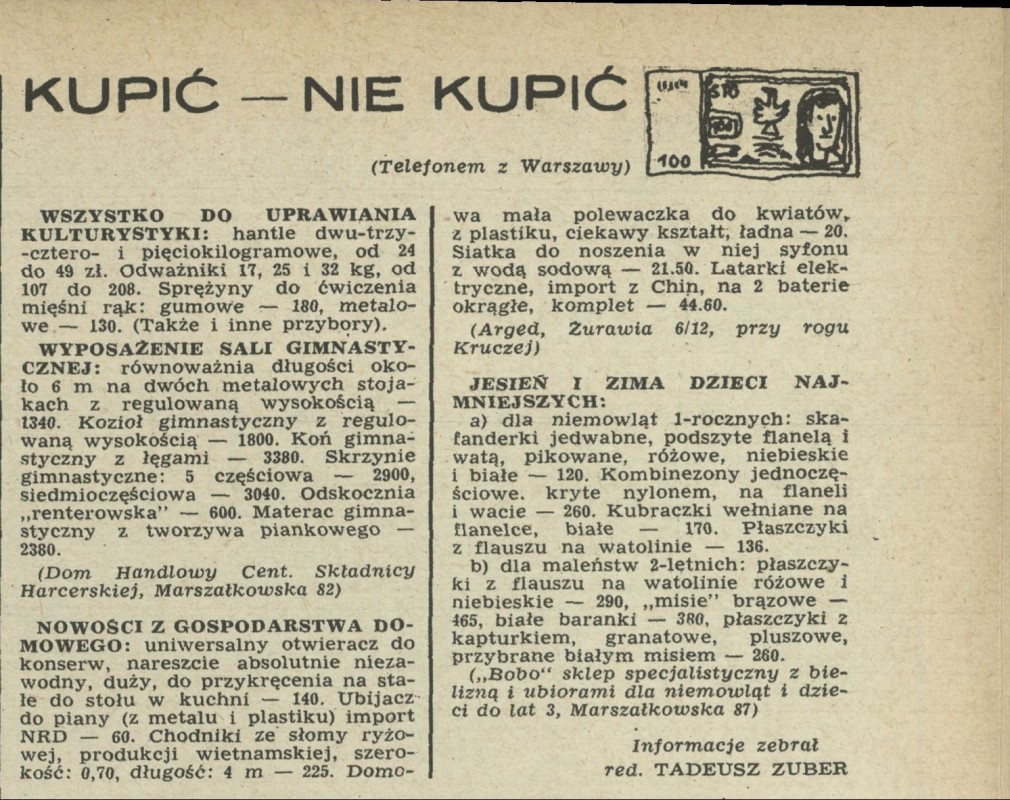 KUPIĆ — NIE KUPIĆ
STO
100
(Telefonem z Warszawy)
WSZYSTKO DO UPRAWIANIA
KULTURYSTYKI: hantle dwu-trzy-
-cztero- i pięciokilogramowe, od 24
do 49 zł. Odważniki 17, 25 i 32 kg, od
107 do 208. Sprężyny do ćwiczenia
mięśni rąk: gumowe — 180, metalo-
we — 130. (Także i inne przybory).
WYPOSAŻENIE SALI GIMNASTY-
CZNEJ: równoważnia długości oko-
ło 6 m na dwóch metalowych stoja-
kach z regulowaną wysokością —
1340. Kozioł gimnastyczny z regulo-
waną wysokością — 1800. Koń gimna-
styczny z łęgami — 3380. Skrzynie
gimnastyczne: 5 częściowa — 2900,
siedmioczęściowa — 3040. Odskocznia
„renterowska" — 600. Materac gimna-
styczny z tworzywa piankowego —
2380.
(Dom Handlowy Cent. Składnicy
Harcerskiej, Marszałkowska 82)
NOWOŚCI Z GOSPODARSTWA DO-
MOWEGO: uniwersalny otwieracz do
konserw, nareszcie absolutnie nieza-
wodny, duży, do przykręcenia na sta-
łe do stołu w kuchni — 140. Ubijacz
do piany (z metalu i plastiku) import
NRD — 60. Chodniki ze słomy ryżo-
wej, produkcji wietnamskiej, szero-
kość: 0,70, długość: 4 m — 225. Domo-
wa mała polewaczka do kwiatów,
z plastiku, ciekawy kształt, ładna — 20.
Siatka do noszenia w niej syfonu
z wodą sodową — 21.50. Latarki elek-
tryczne, import z Chin, na 2 baterie
okrągłe, komplet — 44.60.
(Arged, Żurawia 6/12, przy rogu
Kruczej)
JESIEŃ I ZIMA DZIECI NAJ-
MNIEJSZYCH:
a) dla niemowląt 1-rocznych: ska-
fanderki jedwabne, podszyte flanelą i
watą, pikowane, różowe, niebieskie
i białe — 120. Kombinezony jednoczę-
ściowe. kryte nylonem, na flaneli
i wacie — 260. Kubraczki wełniane na
flanelce, białe — 170. Płaszczyki
z flauszu na watolinie — 136.
b) dla maleństw 2-letnich: płaszczy-
ki z flauszu na watolinie różowe i
niebieskie — 290, „misie" brązowe —
465, białe baranki — 380, płaszczyki z
kapturkiem, granatowe, pluszowe,
przybrane białym misiem — 260.
(„Bobo" sklep specjalistyczny z bie-
lizną i ubiorami dla niemowląt i dzie-
ci do lat 3, Marszałkowska 87)
Informacje zebrał
red. TADEUSZ ZUBER